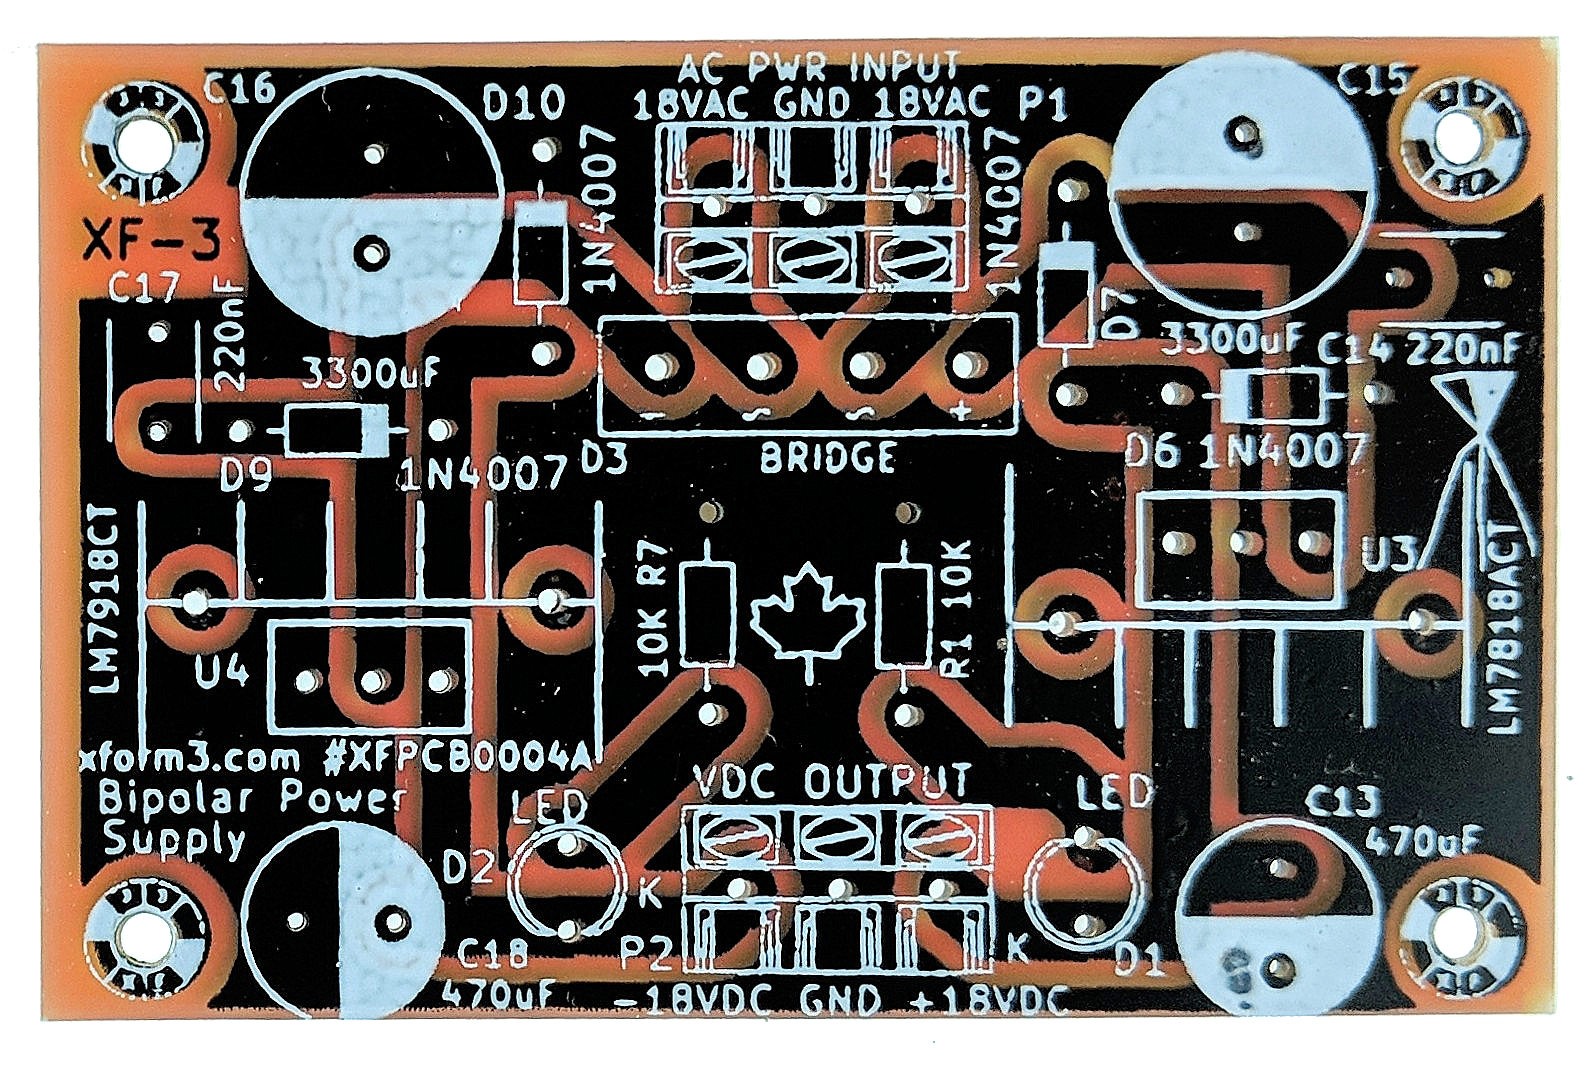 AC PWR INPUT
C16
D10
18VAC GND 18VAC P1
C15
1N4007
1N4007
XF-3
C17
220nF
D7
3300uF
3300uF C14 220nF
- ~ ~ +
D9
1N4007
D3
BRIDGE
D6 1N4007
LM7918CT
10K R7
R1 10K
U3
LM7818ACT
U4
xform3.com #XFPCB0004A
Bipolar Power
Supply
VDC OUTPUT
LED
LED
C13
470uF
D2
K
K
P2
D1
C18
470uF
-18VDC GND +18VDC